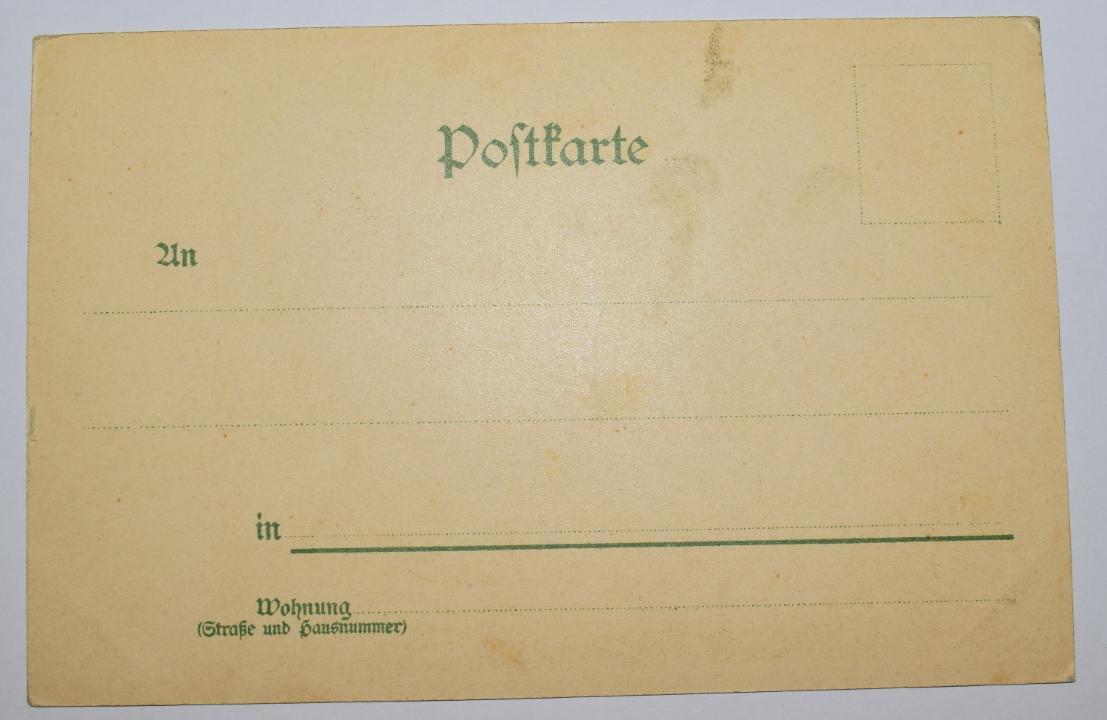 Poſtkarte
An
in
Wohnung
(Straße und Hausnummer)